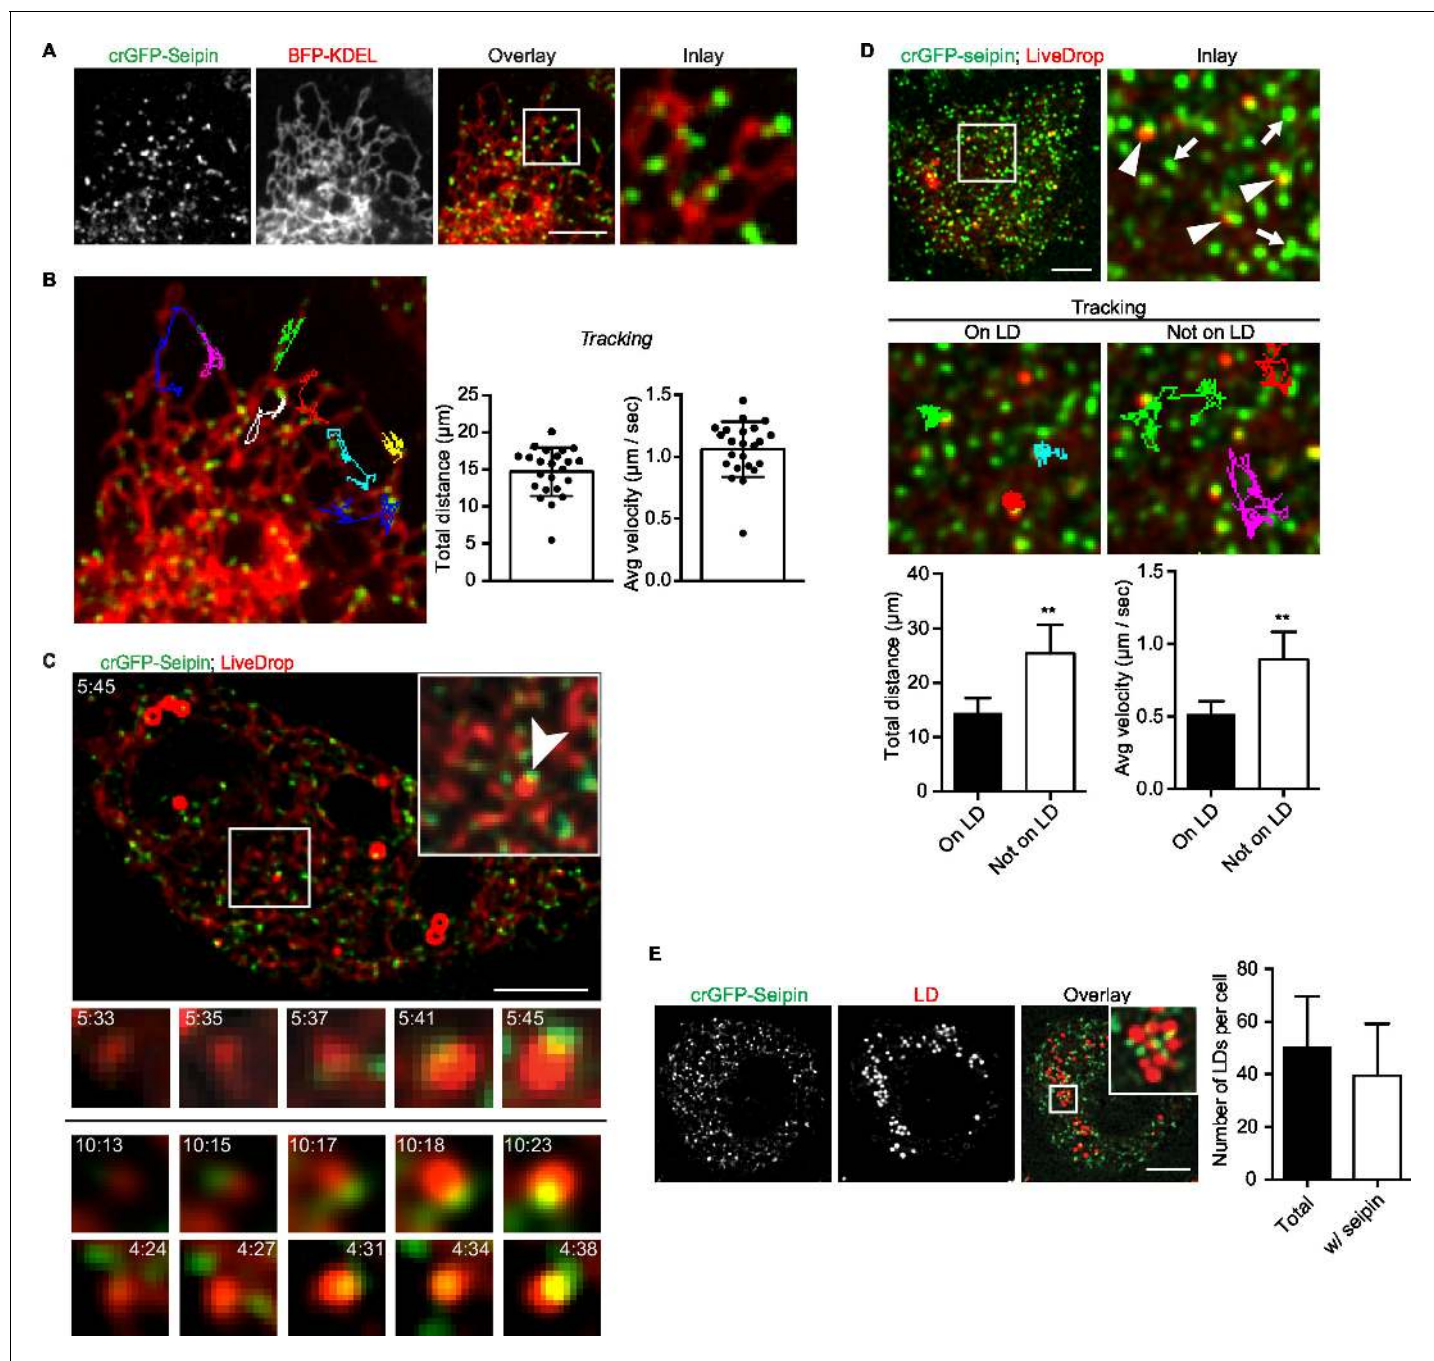 A
crGFP-Seipin BFP-KDEL Overlay Inlay
B
Tracking
Total distance (µm)
25
20
15
10
5
0
Avg velocity (µm / sec)
1.5
1.0
0.5
0.0
C
crGFP-Seipin; LiveDrop
5:45
5:33 5:35 5:37 5:41 5:45
10:13 10:15 10:17 10:18 10:23
4:24 4:27 4:31 4:34 4:38
D
crGFP-seipin; LiveDrop Inlay
Tracking
On LD Not on LD
Total distance (µm)
40
30
20
10
0
**
On LD
Not on LD
Avg velocity (µm / sec)
1.5
1.0
0.5
0.0
**
On LD
Not on LD
E
crGFP-Seipin LD Overlay
Number of LDs per cell
80
60
40
20
0
Total
w/ seipin